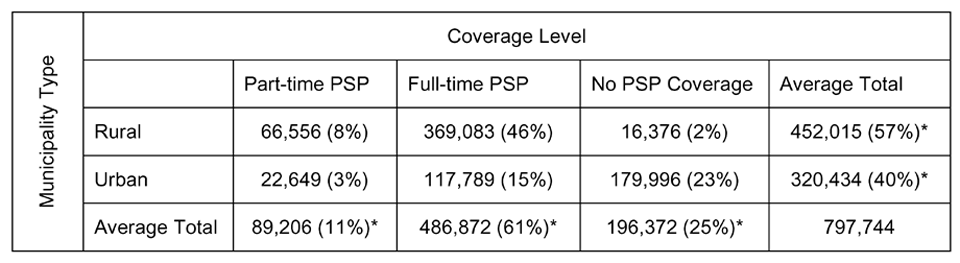 Municipality Type
Coverage Level
Part-time PSP Full-time PSP No PSP Coverage Average Total
Rural 66,556 (8%) 369,083 (46%) 16,376 (2%) 452,015 (57%)*
Urban 22,649 (3%) 117,789 (15%) 179,996 (23%) 320,434 (40%)*
Average Total 89,206 (11%)* 486,872 (61%)* 196,372 (25%)* 797,744